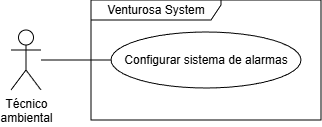 Venturosa System
Configurar sistema de alarmas
Técnico
ambiental